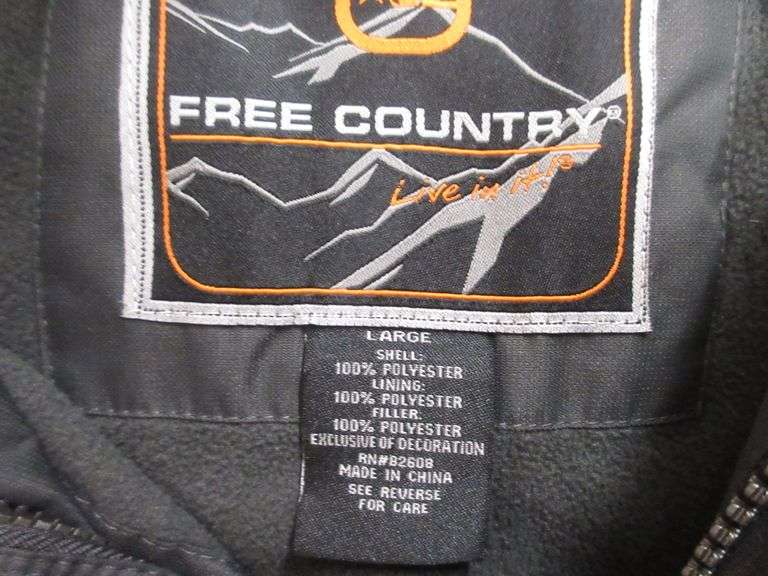 FREE COUNTRY®
Live in it!®
LARGE
SHELL:
100% POLYESTER
LINING:
100% POLYESTER
FILLER:
100% POLYESTER
EXCLUSIVE OF DECORATION
RN#82608
MADE IN CHINA
SEE REVERSE
FOR CARE